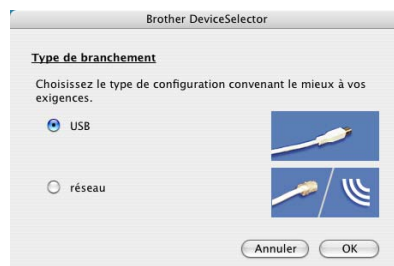 Brother DeviceSelector
Type de branchement
Choisissez le type de configuration convenant le mieux à vos
exigences.
USB
réseau
Annuler
OK